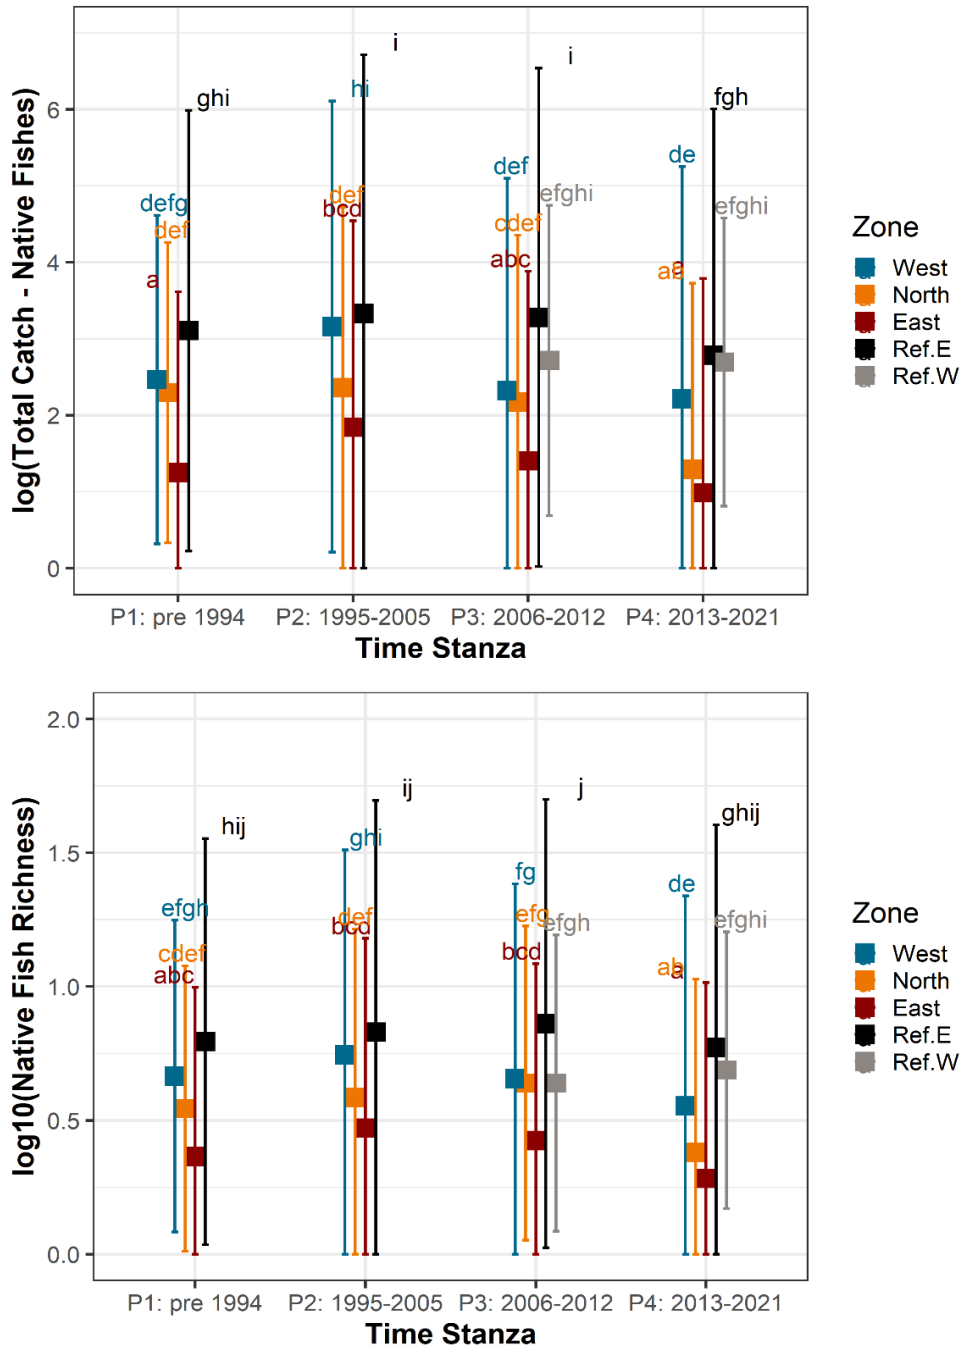 log(Total Catch - Native Fishes)
6
4
2
0
ghi
defg
def
a
i
hi
def
bcd
i
def
efghi
cdef
abc
fgh
de
efghi
ab
a
P1: pre 1994 P2: 1995-2005 P3: 2006-2012 P4: 2013-2021
Time Stanza
Zone
West
North
East
Ref.E
Ref.W
log10(Native Fish Richness)
2.0
1.5
1.0
0.5
0.0
hij
efgh
cdef
abc
ij
ghi
def
bcd
j
fg
efg
efgh
bcd
ghij
de
efghi
ab
a
P1: pre 1994 P2: 1995-2005 P3: 2006-2012 P4: 2013-2021
Time Stanza
Zone
West
North
East
Ref.E
Ref.W